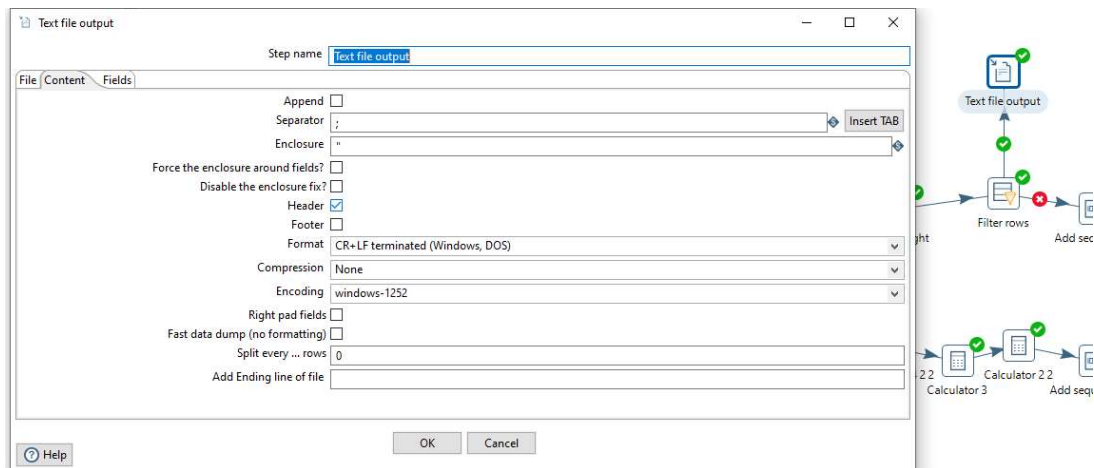 Text file output
Step name Text file output
File Content Fields
Append
Separator ; Insert TAB
Enclosure "
Force the enclosure around fields?
Disable the enclosure fix?
Header
Footer
Format CR+LF terminated (Windows, DOS)
Compression None
Encoding windows-1252
Right pad fields
Fast data dump (no formatting)
Split every ... rows 0
Add Ending line of file
OK Cancel
Help
Text file output
ght Filter rows Add sec
2 2 Calculator 3 Calculator 2 2 Add sequ